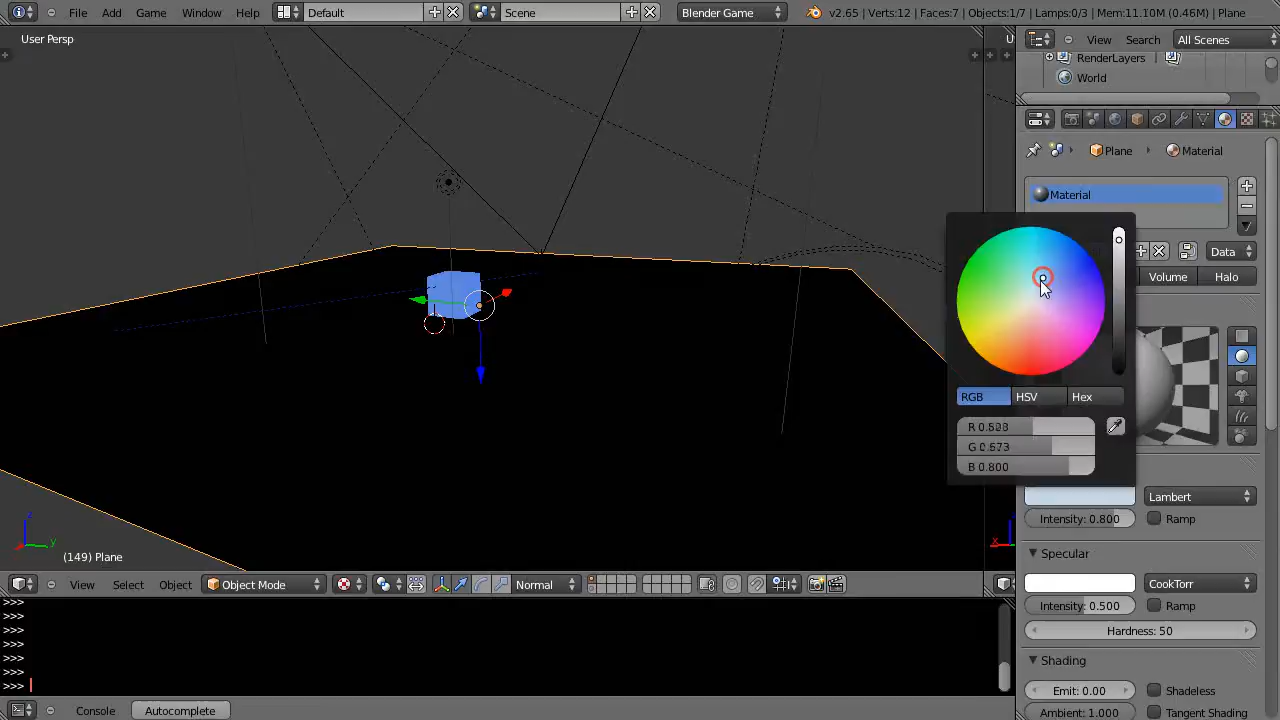 File Add Game Window Help Default Scene Blender Game v2.65 | Verts:12 | Faces:7 | Objects:1/7 | Lamps:0/3 | Mem:11.10M (0.46M) | Plane
User Persp
View Search All Scenes
RenderLayers
World
Plane Material
Material
Data
Volume Halo
RGB HSV Hex
G 0.673
B 0.800
Lambert
Intensity: 0.800 Ramp
Specular
CookTorr
Intensity: 0.500 Ramp
Hardness: 50
Shading
Emit: 0.00 Shadeless
Ambient: 1.000 Tangent Shading
z
y
x
(149) Plane
View Select Object Object Mode Normal
>>>
>>>
>>>
>>>
>>>
>>>
>>>
Console Autocomplete